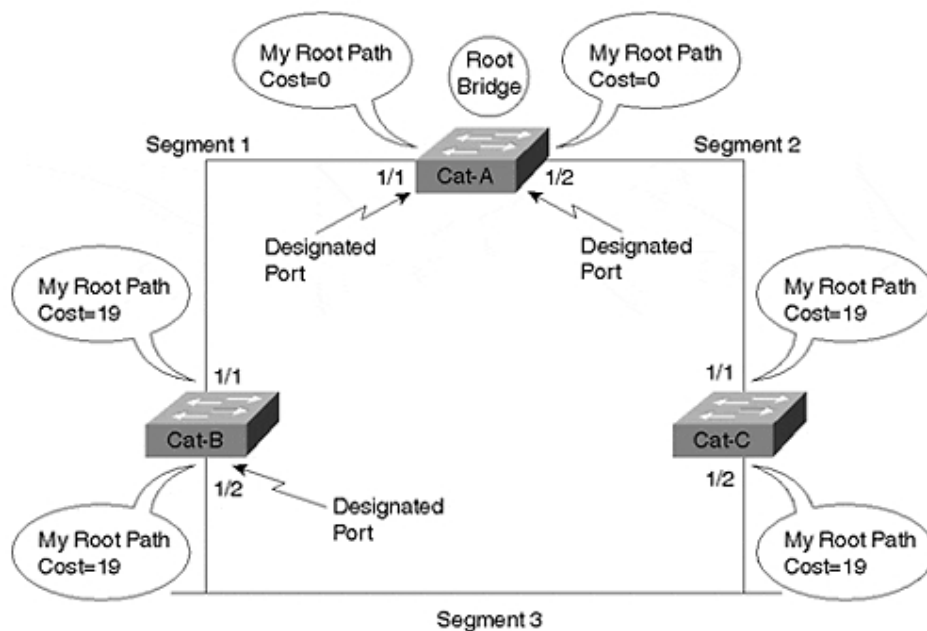 My Root Path
Cost=0
Root
Bridge
My Root Path
Cost=0
Segment 1
Segment 2
1/1
Cat-A
1/2
Designated
Port
Designated
Port
My Root Path
Cost=19
My Root Path
Cost=19
1/1
1/1
Cat-B
Cat-C
1/2
1/2
Designated
Port
My Root Path
Cost=19
My Root Path
Cost=19
Segment 3